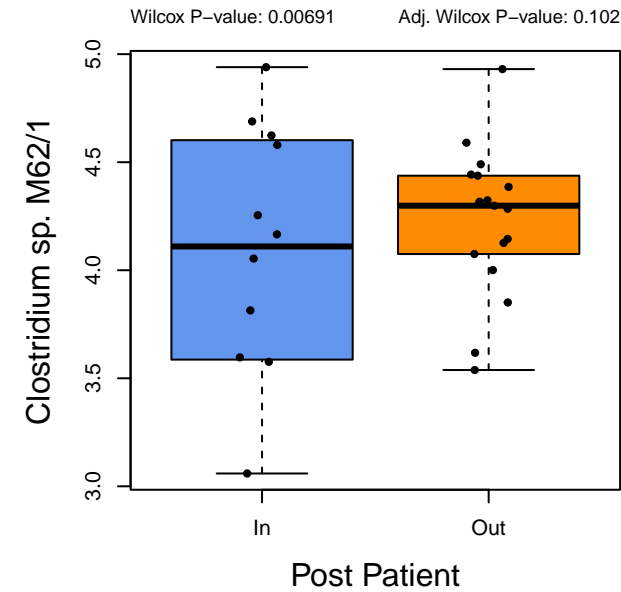 Wilcox P−value: 0.00691 Adj. Wilcox P−value: 0.102
Clostridium sp. M62/1
5.0
4.5
4.0
3.5
3.0
In Out
Post Patient